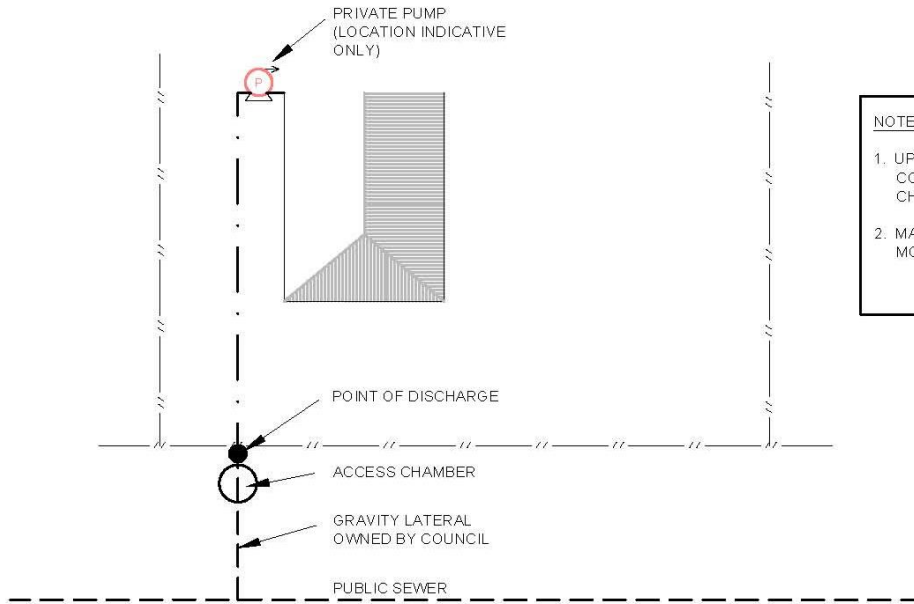 PRIVATE PUMP
(LOCATION INDICATIVE
ONLY)
P
NOTE
1. UP
CO
CH
2. MA
MO
POINT OF DISCHARGE
ACCESS CHAMBER
GRAVITY LATERAL
OWNED BY COUNCIL
PUBLIC SEWER